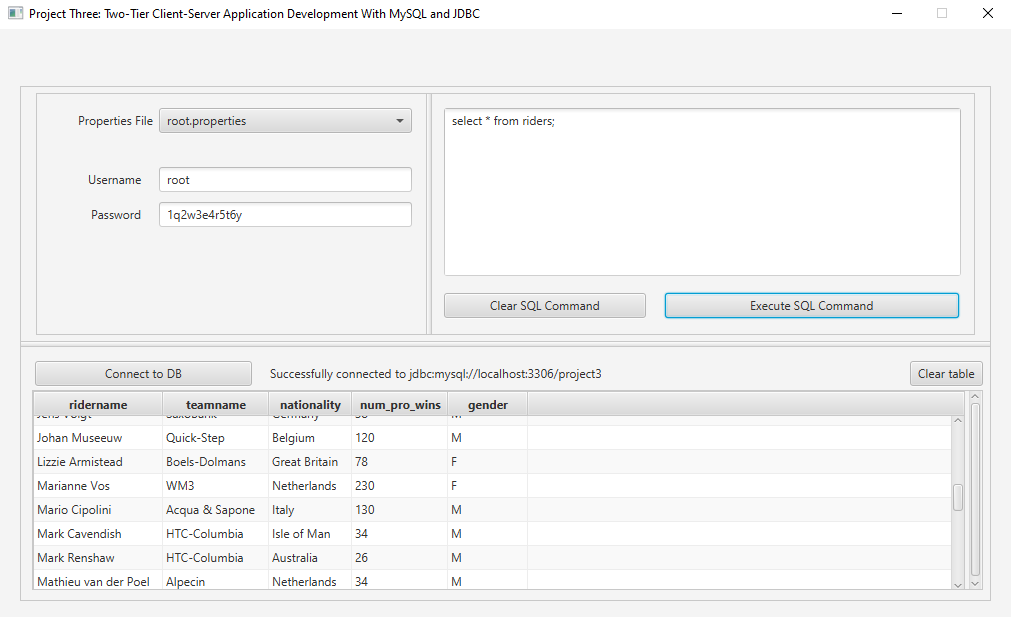 Project Three: Two-Tier Client-Server Application Development With MySQL and JDBC
Properties File root.properties
select * from riders;
Username root
Password 1q2w3e4r5t6y
Clear SQL Command Execute SQL Command
Connect to DB Successfully connected to jdbc:mysql://localhost:3306/project3 Clear table
ridername teamname nationality num_pro_wins gender
Jens Voigt Saxobank Germany M
Johan Museeuw Quick-Step Belgium 120 M
Lizzie Armistead Boels-Dolmans Great Britain 78 F
Marianne Vos WM3 Netherlands 230 F
Mario Cipolini Acqua & Sapone Italy 130 M
Mark Cavendish HTC-Columbia Isle of Man 34 M
Mark Renshaw HTC-Columbia Australia 26 M
Mathieu van der Poel Alpecin Netherlands 34 M